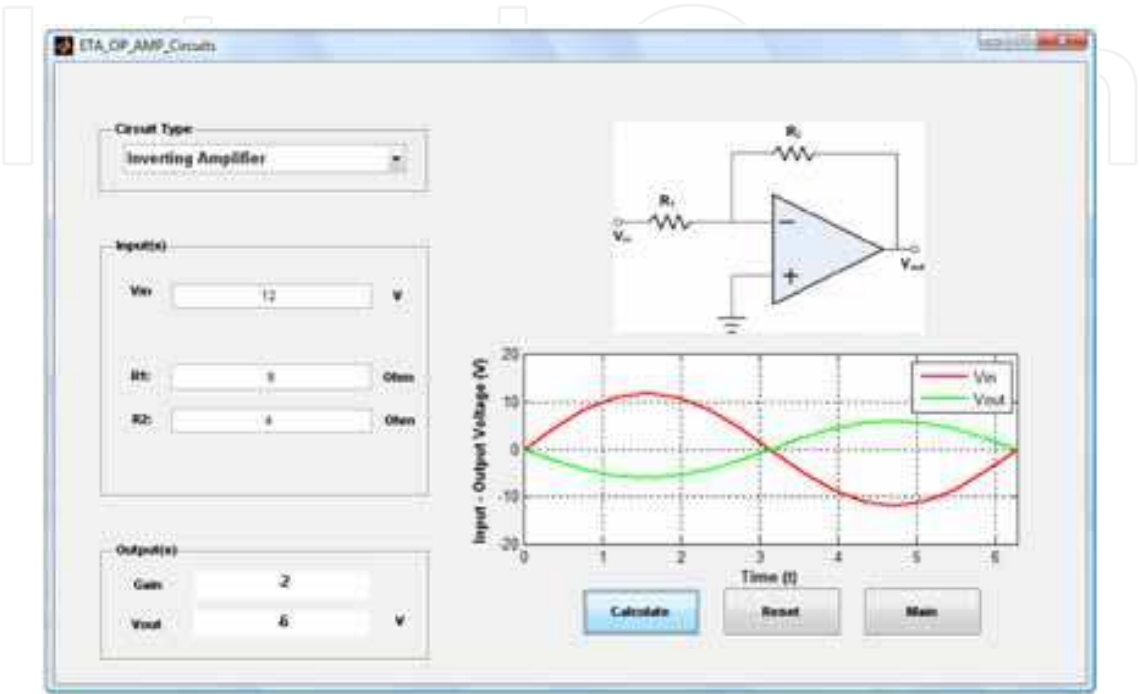 ETA_OP_AMP_Circuits
Circuit Type
Inverting Amplifier
Input(s)
Vin 12 V
R1: 8 Ohm
R2: 4 Ohm
Output(s)
Gain -2
Vout -6 V
R₂
R₁
Vin
Vout
−
+
Input - Output Voltage (V)
20
10
0
-10
-20
0 1 2 3 4 5 6
Time (t)
Vin
Vout
Calculate Reset Main